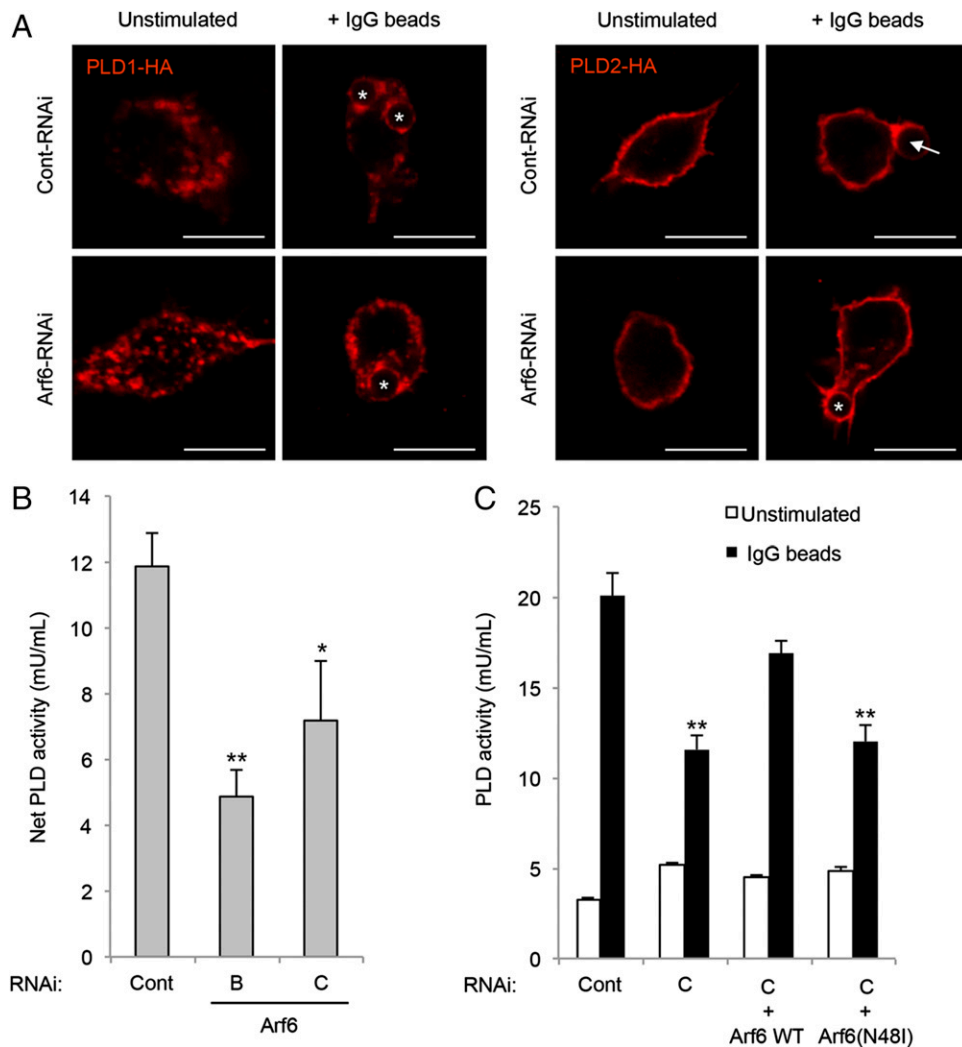 A
Unstimulated
+ IgG beads
Unstimulated
+ IgG beads
Cont-RNAi
PLD1-HA
*
*
PLD2-HA
Arf6-RNAi
*
*
Cont-RNAi
Arf6-RNAi
B
Net PLD activity (mU/mL)
14
12
10
8
6
4
2
0
**
*
RNAi:
Cont
B
C
Arf6
C
PLD activity (mU/mL)
25
20
15
10
5
0
Unstimulated
IgG beads
**
**
RNAi:
Cont
C
C
+
Arf6 WT
C
+
Arf6(N48I)